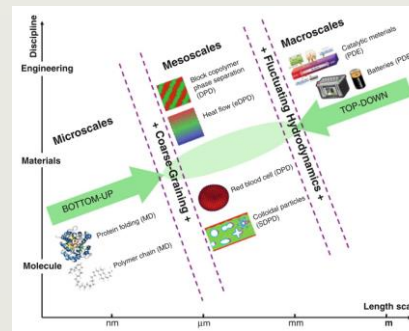 Discipline
Engineering
Materials
Molecule
Microscales
Mesoscales
Macroscales
Block copolymer
phase separation
(DPD)
Heat flow (eDPD)
Catalytic materials
(PDE)
Batteries (PDE
TOP-DOWN
BOTTOM-UP
+ Coarse-Graining +
+ Fluctuating Hydrodynamics +
Protein folding (MD)
Polymer chain (MD)
Red blood cell (DPD)
Colloidal particles
(SDPD)
nm
μm
mm
m
Length sca